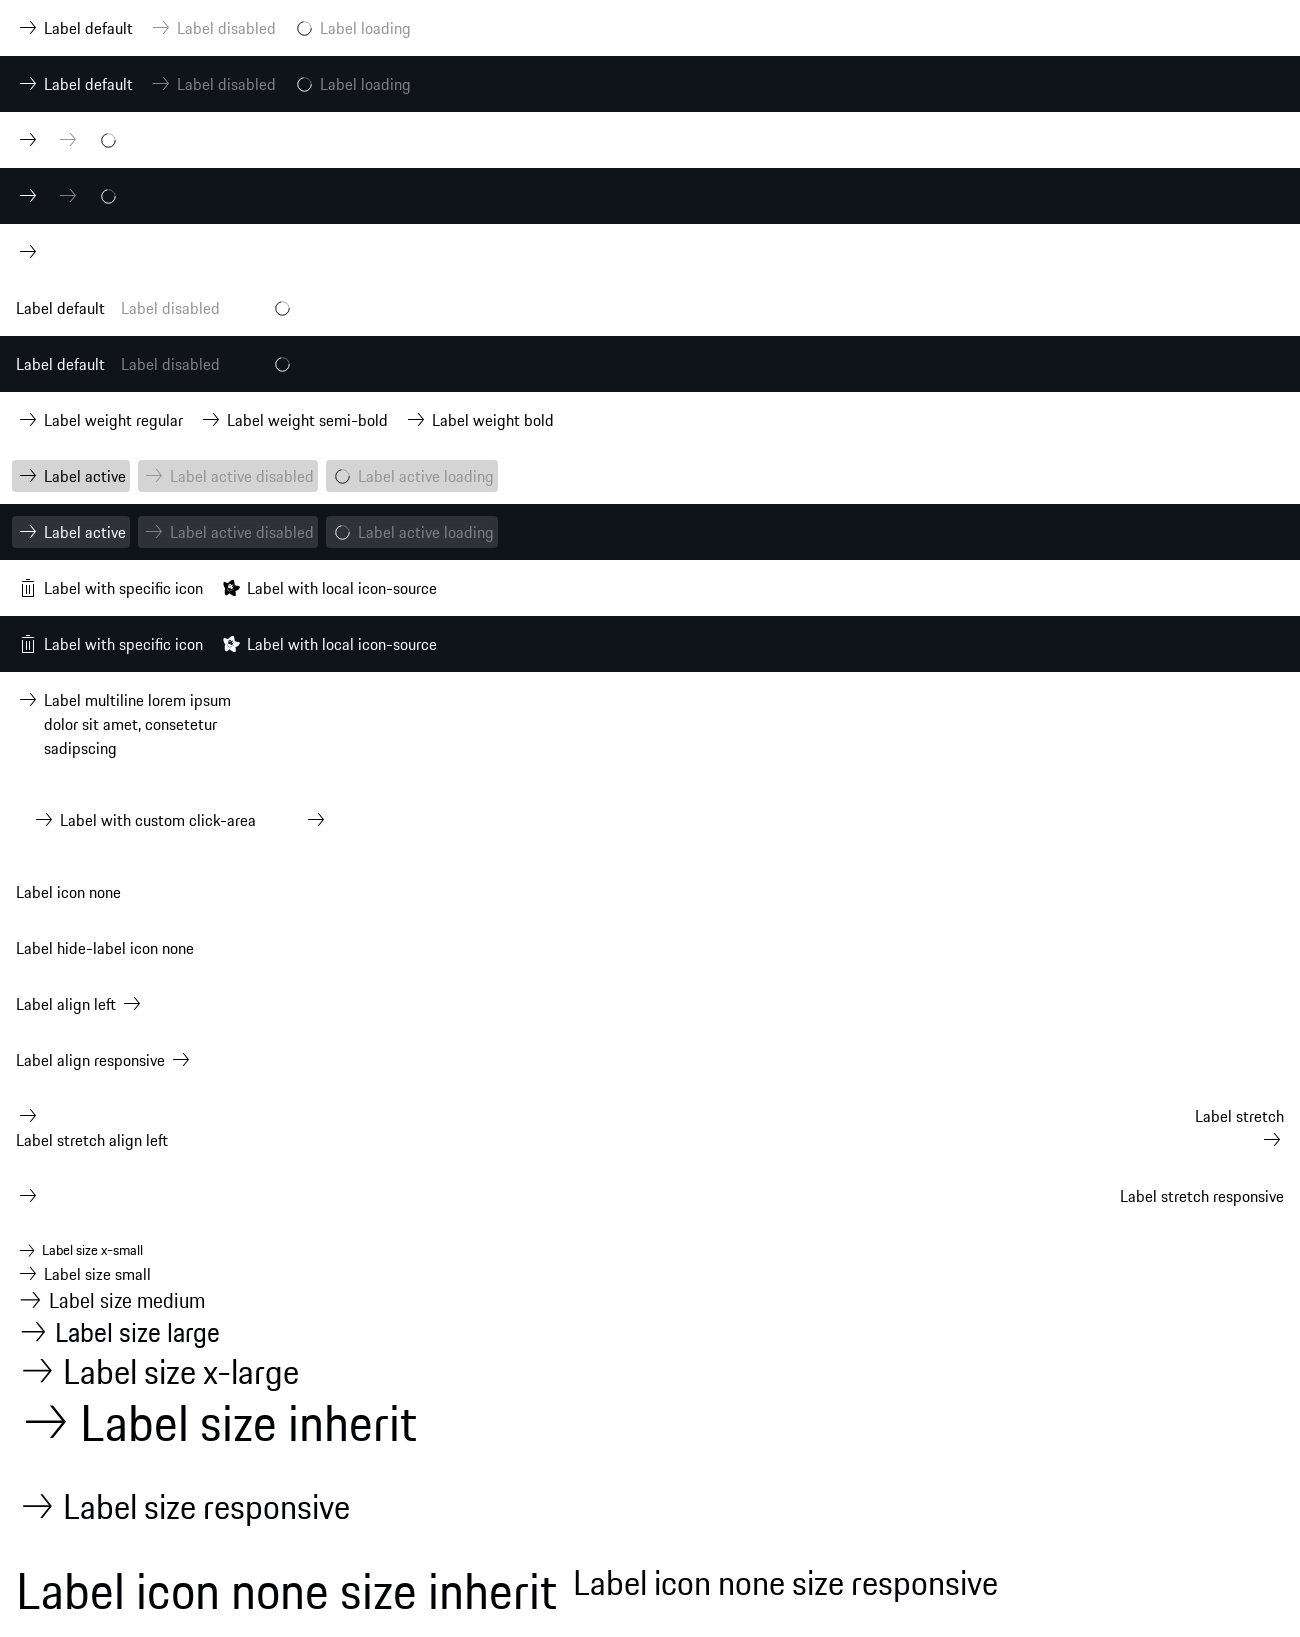 Label default Label disabled Label loading
Label default Label disabled Label loading
Label default Label disabled
Label default Label disabled
Label weight regular Label weight semi-bold Label weight bold
Label active Label active disabled Label active loading
Label active Label active disabled Label active loading
Label with specific icon Label with local icon-source
Label with specific icon Label with local icon-source
Label multiline lorem ipsum
dolor sit amet, consetetur
sadipscing
Label with custom click-area
Label icon none
Label hide-label icon none
Label align left
Label align responsive
Label stretch
Label stretch align left
Label stretch responsive
Label size x-small
Label size small
Label size medium
Label size large
Label size x-large
Label size inherit
Label size responsive
Label icon none size inherit Label icon none size responsive